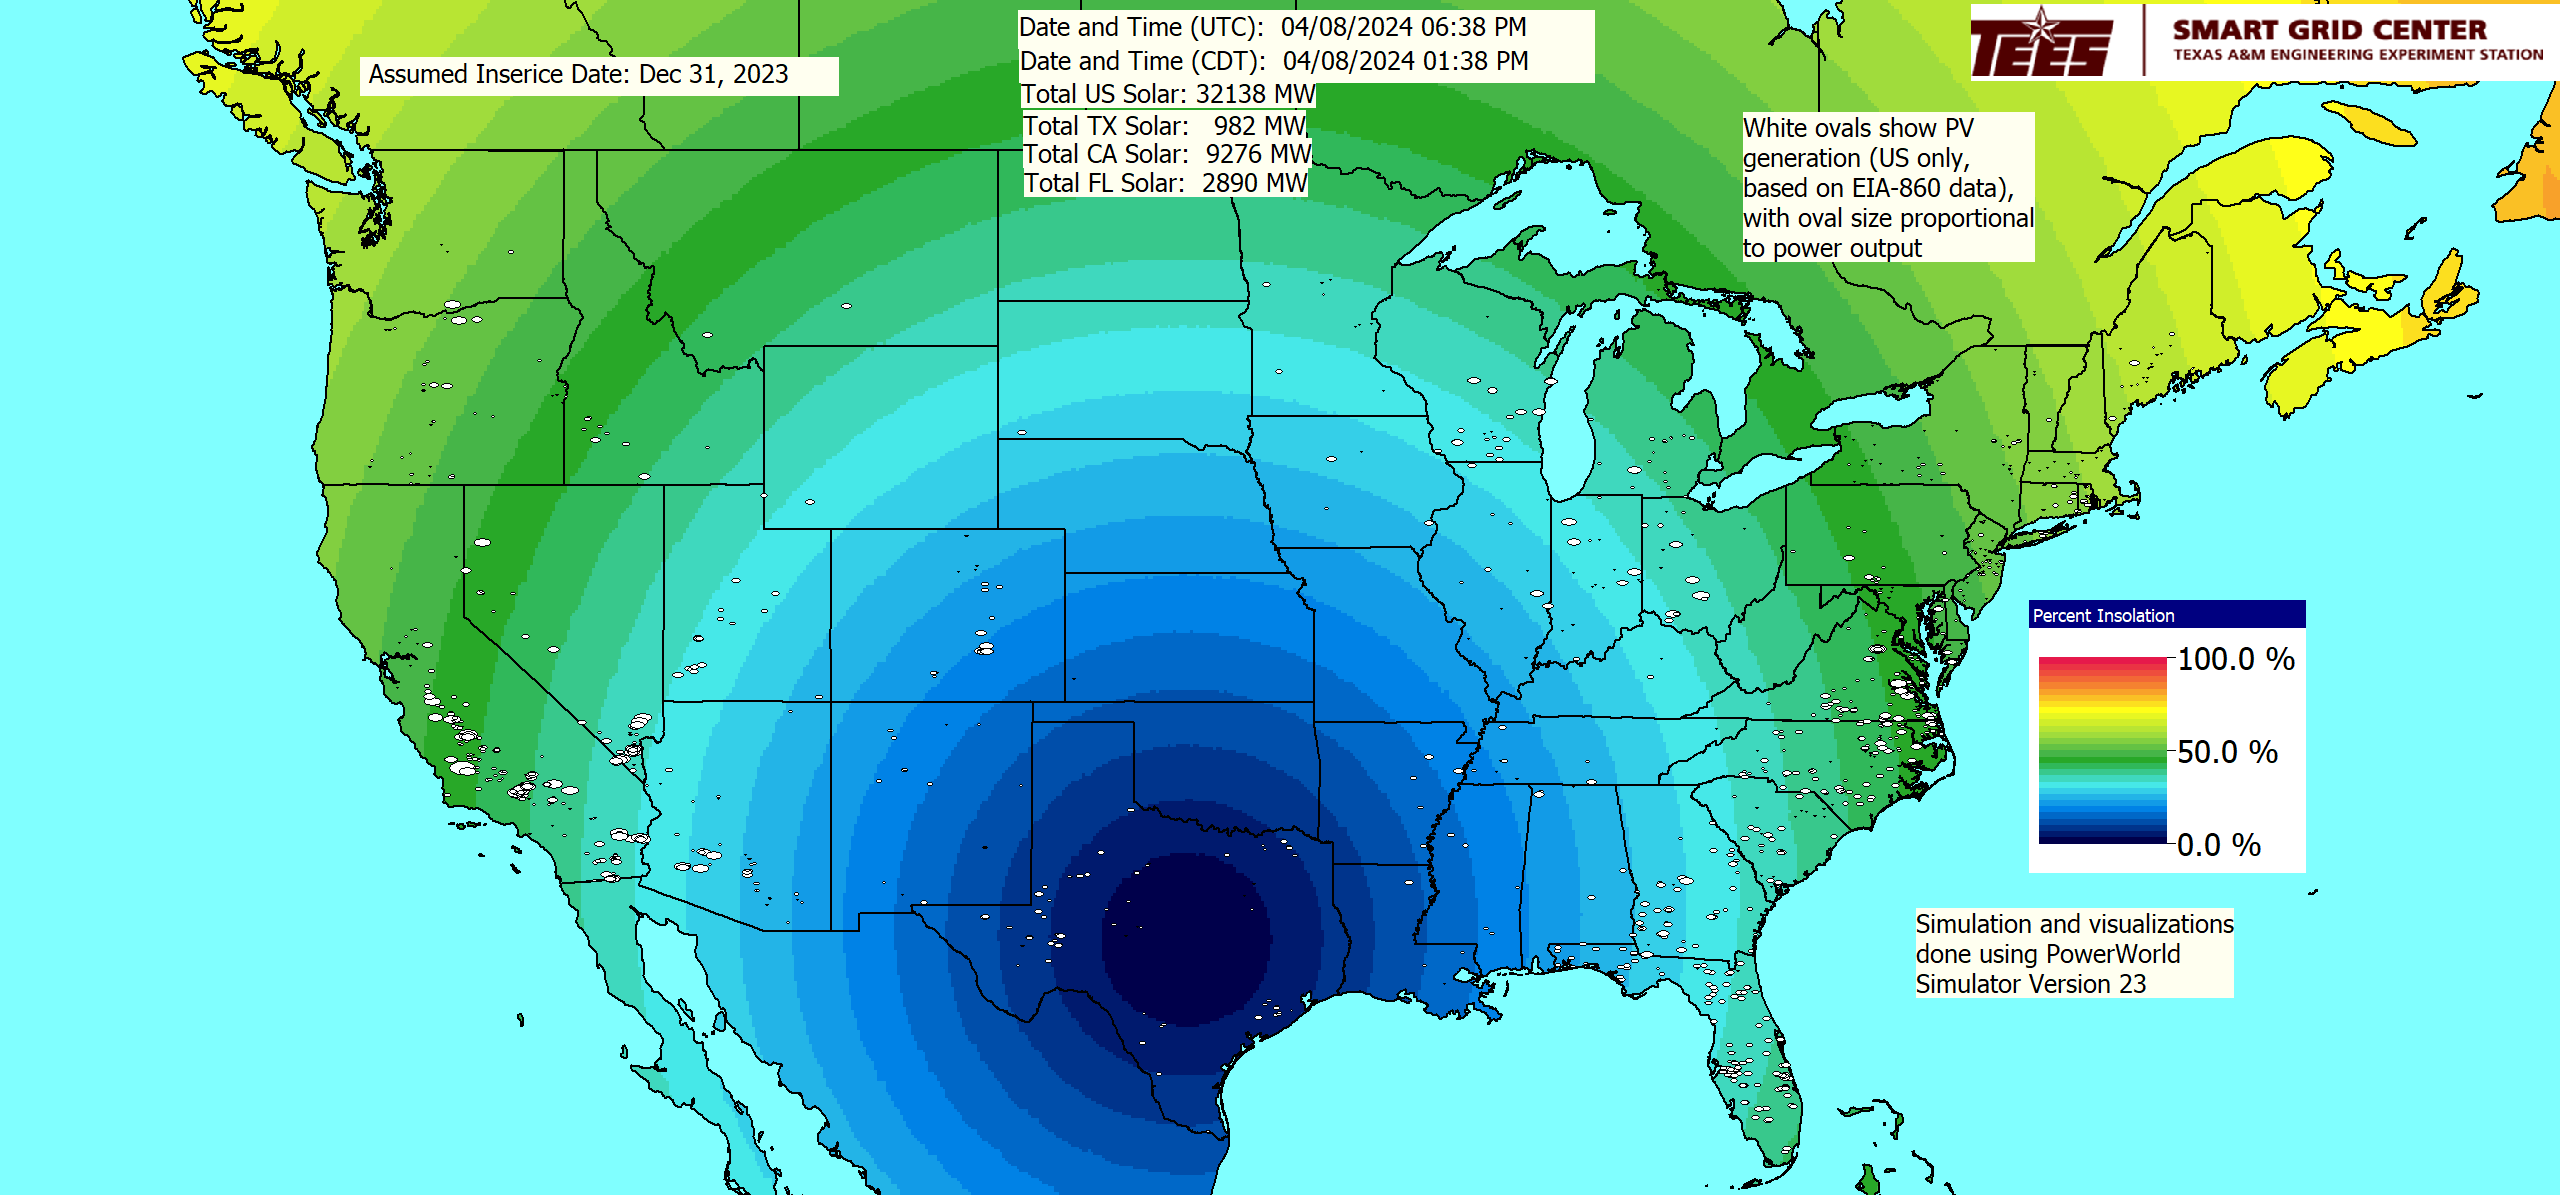 Assumed Inserice Date: Dec 31, 2023
Date and Time (UTC): 04/08/2024 06:38 PM
Date and Time (CDT): 04/08/2024 01:38 PM
Total US Solar: 32138 MW
Total TX Solar: 982 MW
Total CA Solar: 9276 MW
Total FL Solar: 2890 MW
TEES
SMART GRID CENTER
TEXAS A&M ENGINEERING EXPERIMENT STATION
White ovals show PV
generation (US only,
based on EIA-860 data),
with oval size proportional
to power output
Percent Insolation
100.0 %
50.0 %
0.0 %
Simulation and visualizations
done using PowerWorld
Simulator Version 23